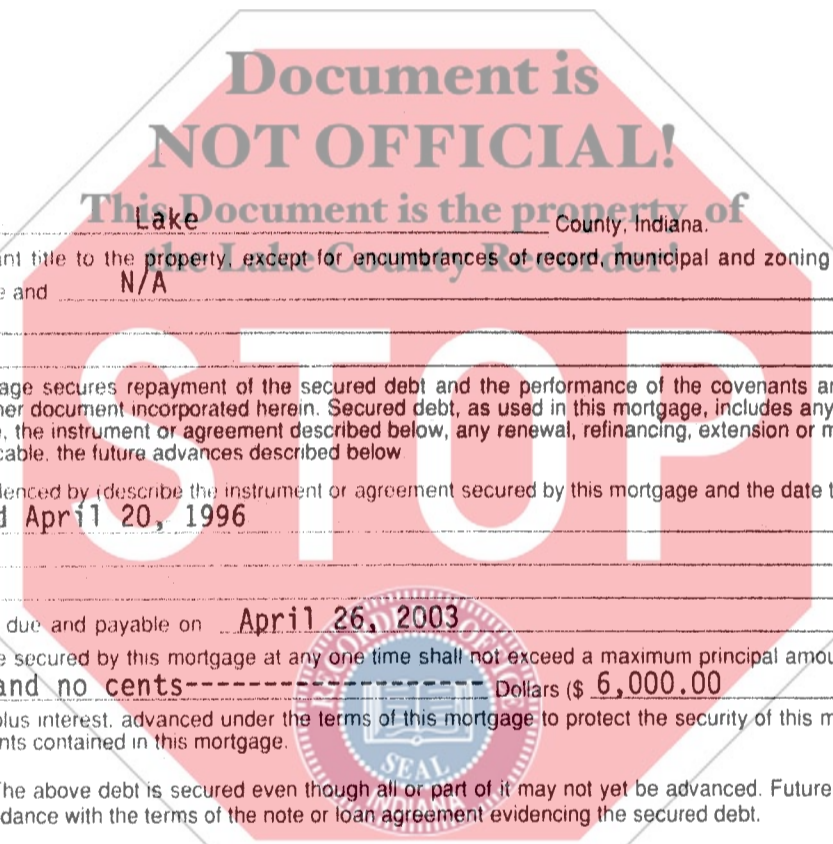 Document is
NOT OFFICIAL!
This Document is the property of
the Lake County Recorder!
Lake County, Indiana.
nt title to the property, except for encumbrances of record, municipal and zoning
e and N/A
STOP
age secures repayment of the secured debt and the performance of the covenants an
her document incorporated herein. Secured debt, as used in this mortgage, includes any
, the instrument or agreement described below, any renewal, refinancing, extension or m
cable, the future advances described below
denced by (describe the instrument or agreement secured by this mortgage and the date t
d April 20, 1996
due and payable on April 26, 2003
e secured by this mortgage at any one time shall not exceed a maximum principal amou
and no cents-------------------- Dollars ($ 6,000.00
plus interest, advanced under the terms of this mortgage to protect the security of this m
nts contained in this mortgage.
SEAL
INDIANA
he above debt is secured even though all or part of it may not yet be advanced. Future
dance with the terms of the note or loan agreement evidencing the secured debt.